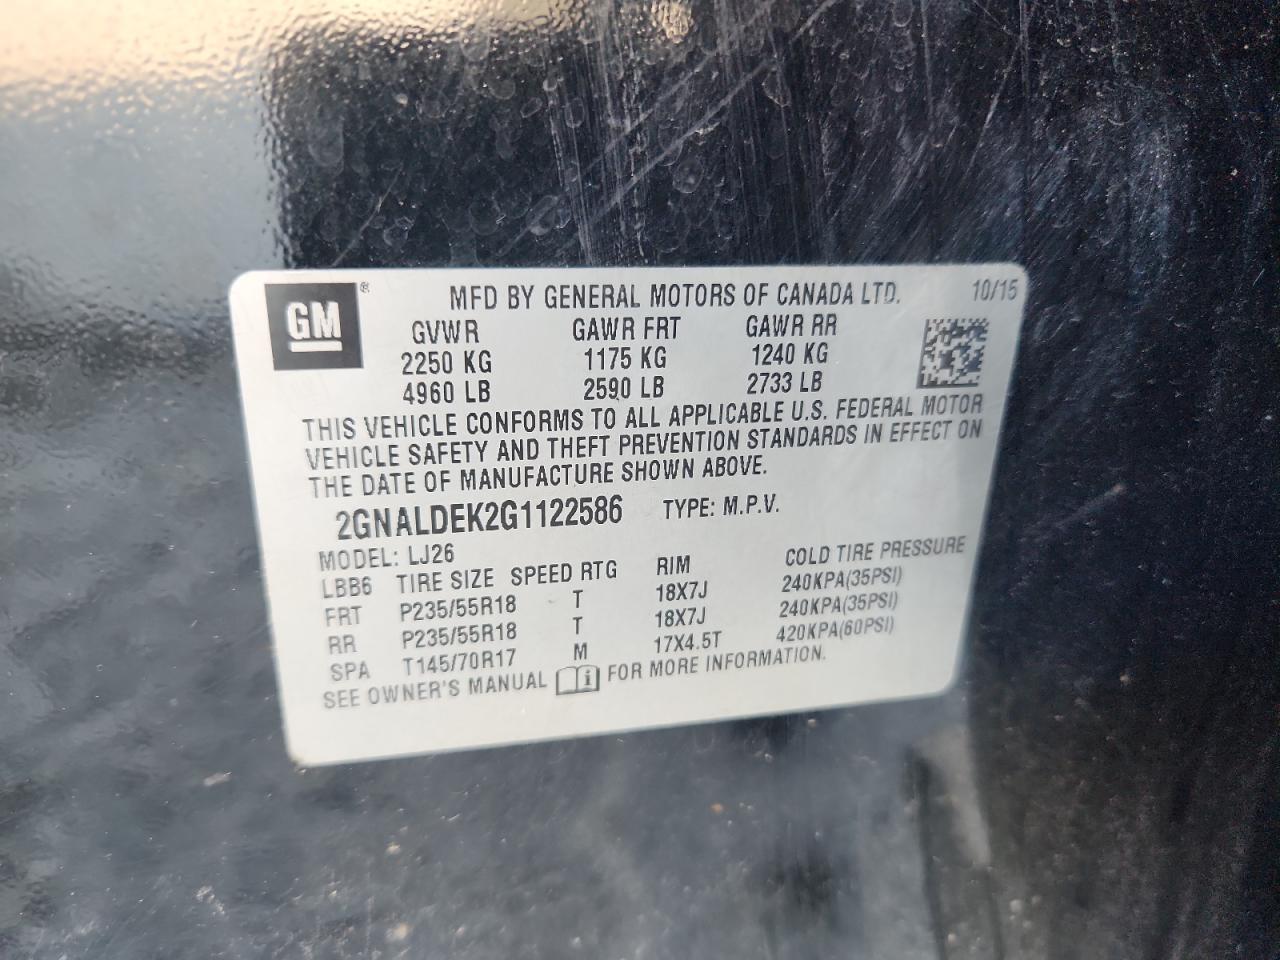 GM ® MFD BY GENERAL MOTORS OF CANADA LTD. 10/15
GVWR GAWR FRT GAWR RR
2250 KG 1175 KG 1240 KG
4960 LB 2590 LB 2733 LB
THIS VEHICLE CONFORMS TO ALL APPLICABLE U.S. FEDERAL MOTOR
VEHICLE SAFETY AND THEFT PREVENTION STANDARDS IN EFFECT ON
THE DATE OF MANUFACTURE SHOWN ABOVE.
2GNALDEK2G1122586 TYPE: M.P.V.
MODEL: LJ26
LBB6 TIRE SIZE SPEED RTG RIM COLD TIRE PRESSURE
FRT P235/55R18 T 18X7J 240KPA(35PSI)
RR P235/55R18 T 18X7J 240KPA(35PSI)
SPA T145/70R17 M 17X4.5T 420KPA(60PSI)
SEE OWNER'S MANUAL i FOR MORE INFORMATION.